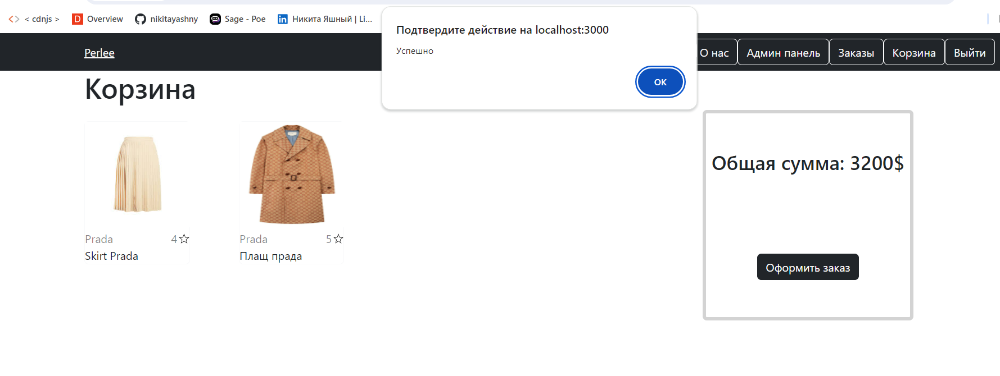 < cdnjs >
Overview
nikitayashny
Sage - Poe
Никита Яшный | Li...
Подтвердите действие на localhost:3000
Успешно
ОК
Perlee
О нас
Админ панель
Заказы
Корзина
Выйти
Корзина
Prada 4
Skirt Prada
Prada 5
Плащ прада
Общая сумма: 3200$
Оформить заказ